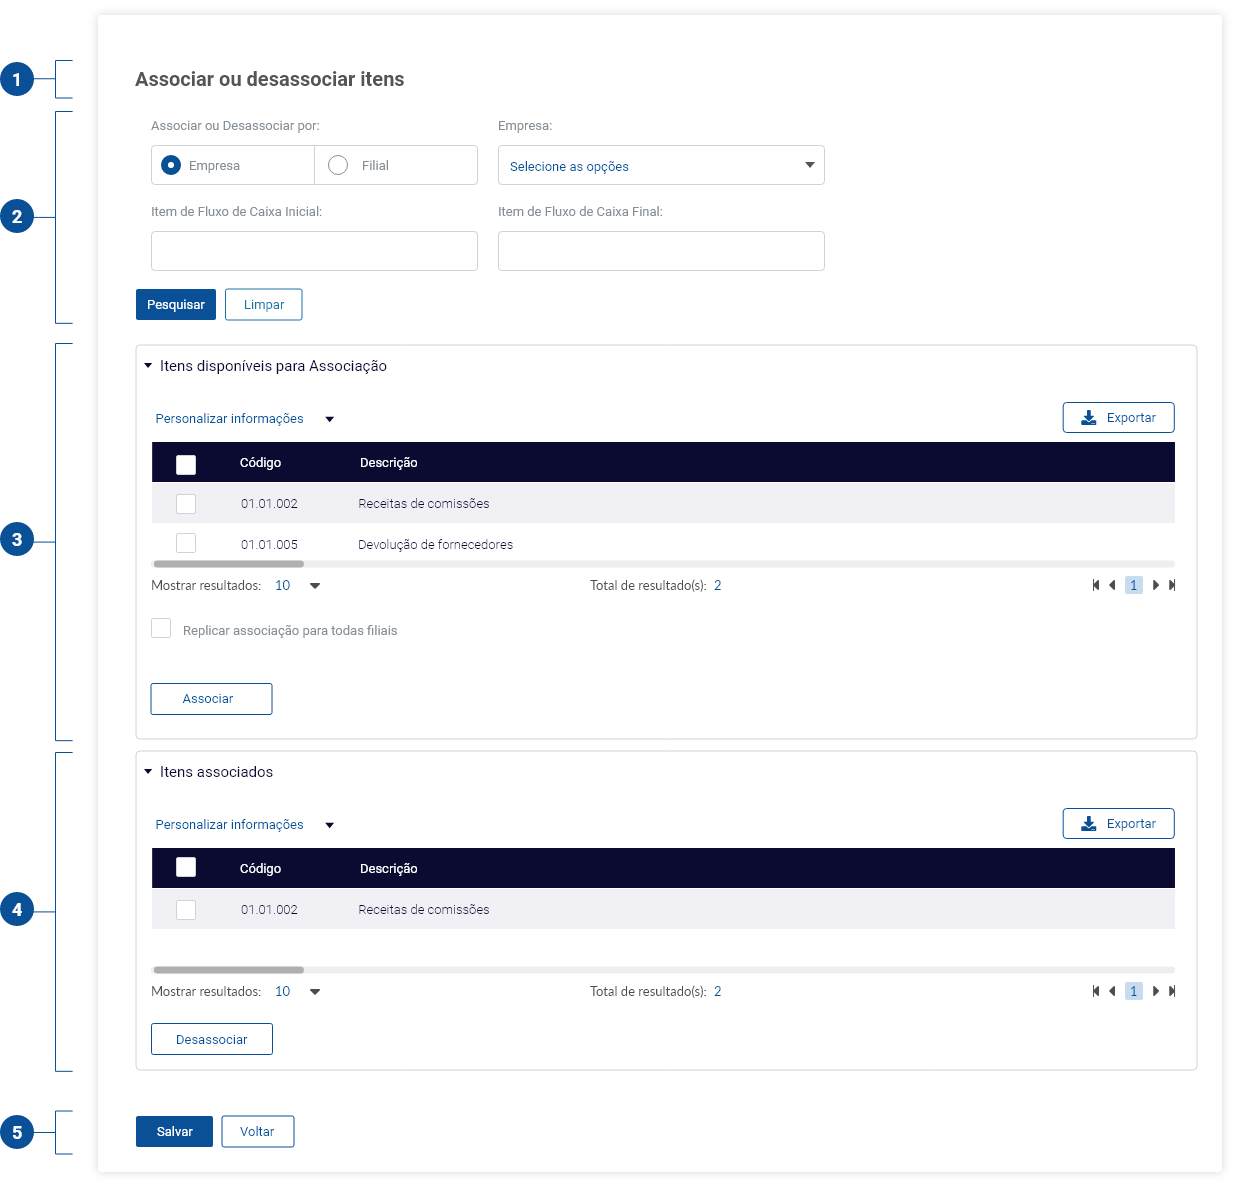 1
Associar ou desassociar itens
2
Associar ou Desassociar por:
Empresa:
Empresa
Filial
Selecione as opções
Item de Fluxo de Caixa Inicial:
Item de Fluxo de Caixa Final:
Pesquisar
Limpar
3
Itens disponíveis para Associação
Personalizar informações
Exportar
Código Descrição
01.01.002 Receitas de comissões
01.01.005 Devolução de fornecedores
Mostrar resultados: 10
Total de resultado(s): 2
1
Replicar associação para todas filiais
Associar
4
Itens associados
Personalizar informações
Exportar
Código Descrição
01.01.002 Receitas de comissões
Mostrar resultados: 10
Total de resultado(s): 2
1
Desassociar
5
Salvar
Voltar